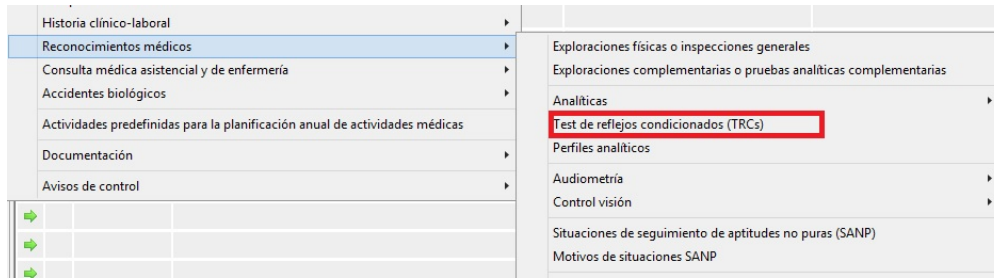 Historia clínico-laboral
Reconocimientos médicos
Consulta médica asistencial y de enfermería
Accidentes biológicos
Actividades predefinidas para la planificación anual de actividades médicas
Documentación
Avisos de control
Exploraciones físicas o inspecciones generales
Exploraciones complementarias o pruebas analíticas complementarias
Analíticas
Test de reflejos condicionados (TRCs)
Perfiles analíticos
Audiometría
Control visión
Situaciones de seguimiento de aptitudes no puras (SANP)
Motivos de situaciones SANP